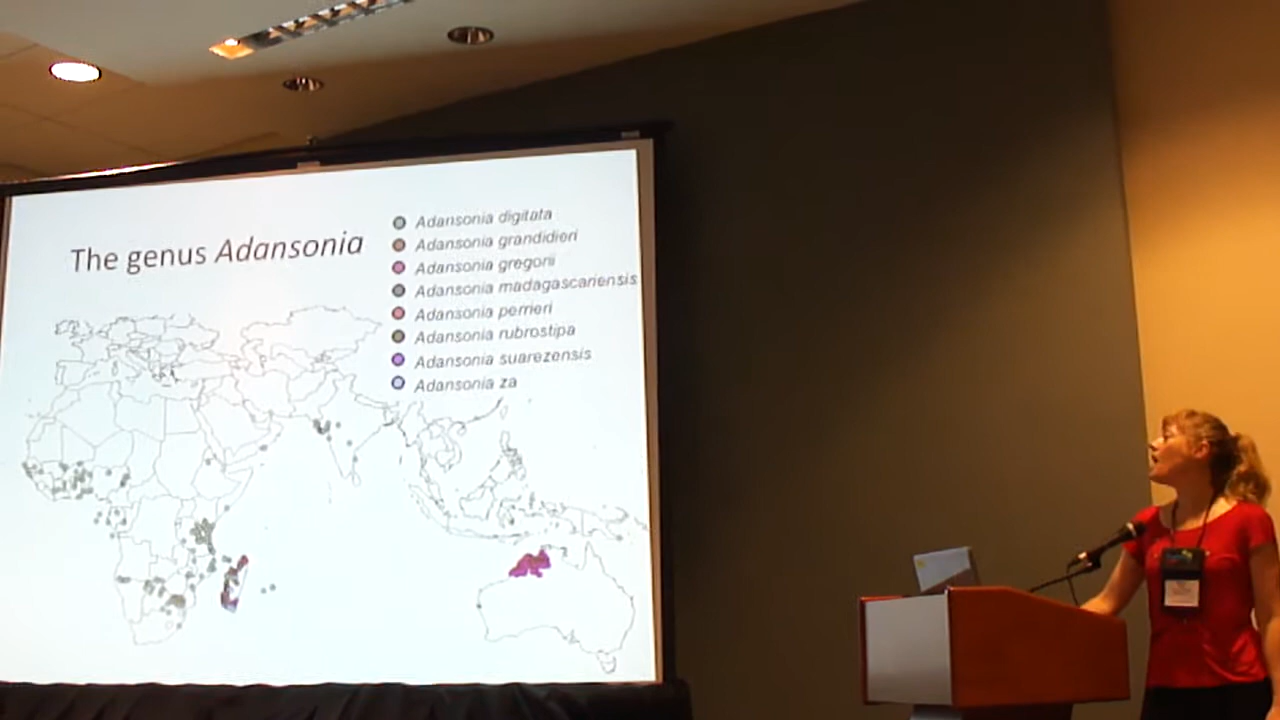 The genus Adansonia
Adansonia digitata
Adansonia grandidieri
Adansonia gregorii
Adansonia madagascariensis
Adansonia perrieri
Adansonia rubrostipa
Adansonia suarezensis
Adansonia za